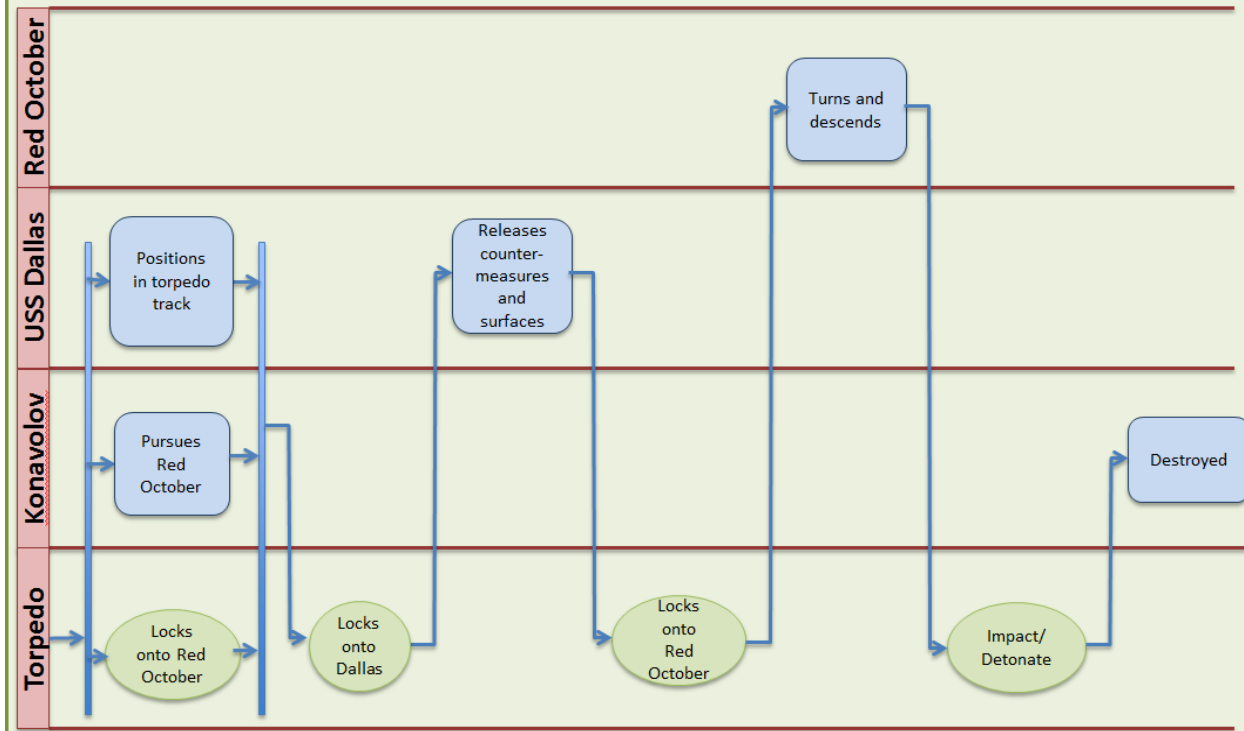 Red October
Turns and
descends
USS Dallas
Positions
in torpedo
track
Releases
counter-
measures
and
surfaces
Konavolov
Pursues
Red
October
Destroyed
Torpedo
Locks
onto Red
October
Locks
onto
Dallas
Locks
onto
Red
October
Impact/
Detonate